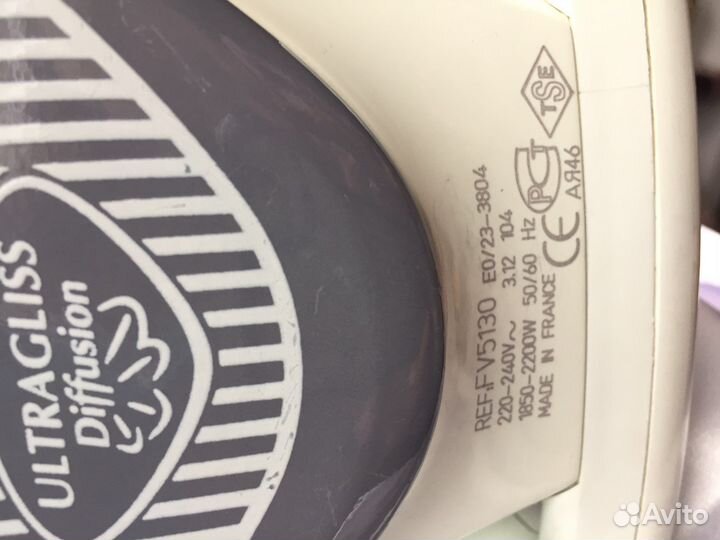 ULTRAGLISS
Diffusion
REF:FV5130 E0/23-3804
220-240V~ 3.12 104
1850-2200W 50/60 Hz
MADE IN FRANCE
CE
РСТ
АЯ46
TSE
Avito